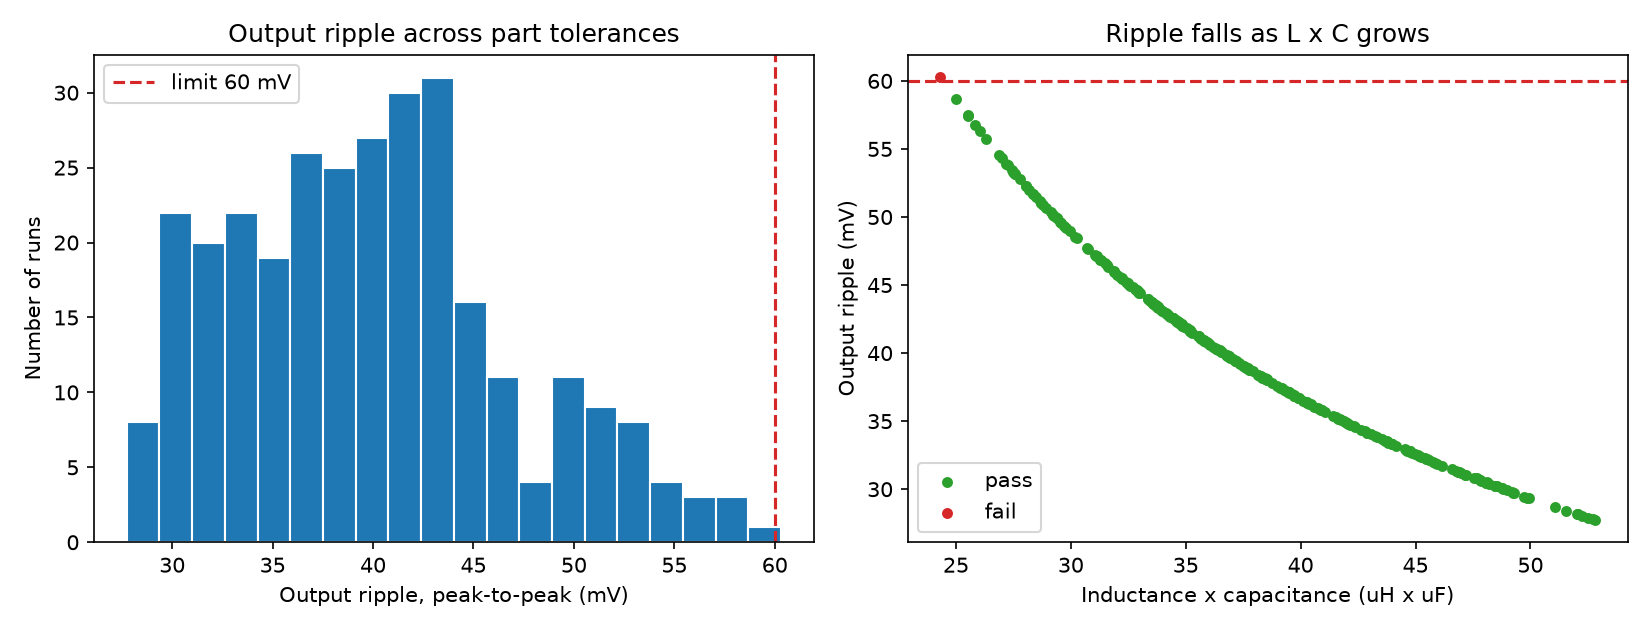 Output ripple across part tolerances
limit 60 mV
Number of runs
30
25
20
15
10
5
0
30 35 40 45 50 55 60
Output ripple, peak-to-peak (mV)
Ripple falls as L x C grows
Output ripple (mV)
60
55
50
45
40
35
30
pass
fail
25 30 35 40 45 50
Inductance x capacitance (uH x uF)